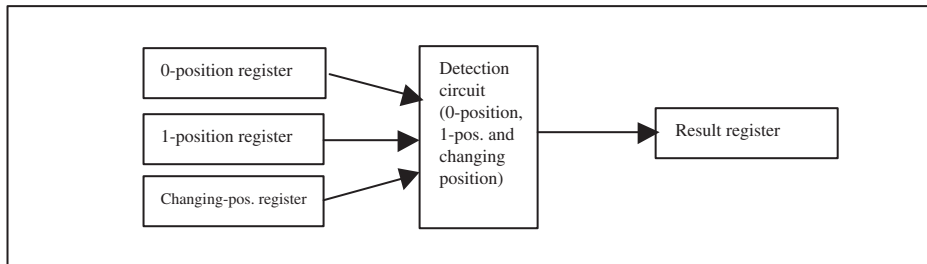 0-position register
1-position register
Changing-pos. register
Detection
circuit
(0-position,
1-pos. and
changing
position)
Result register